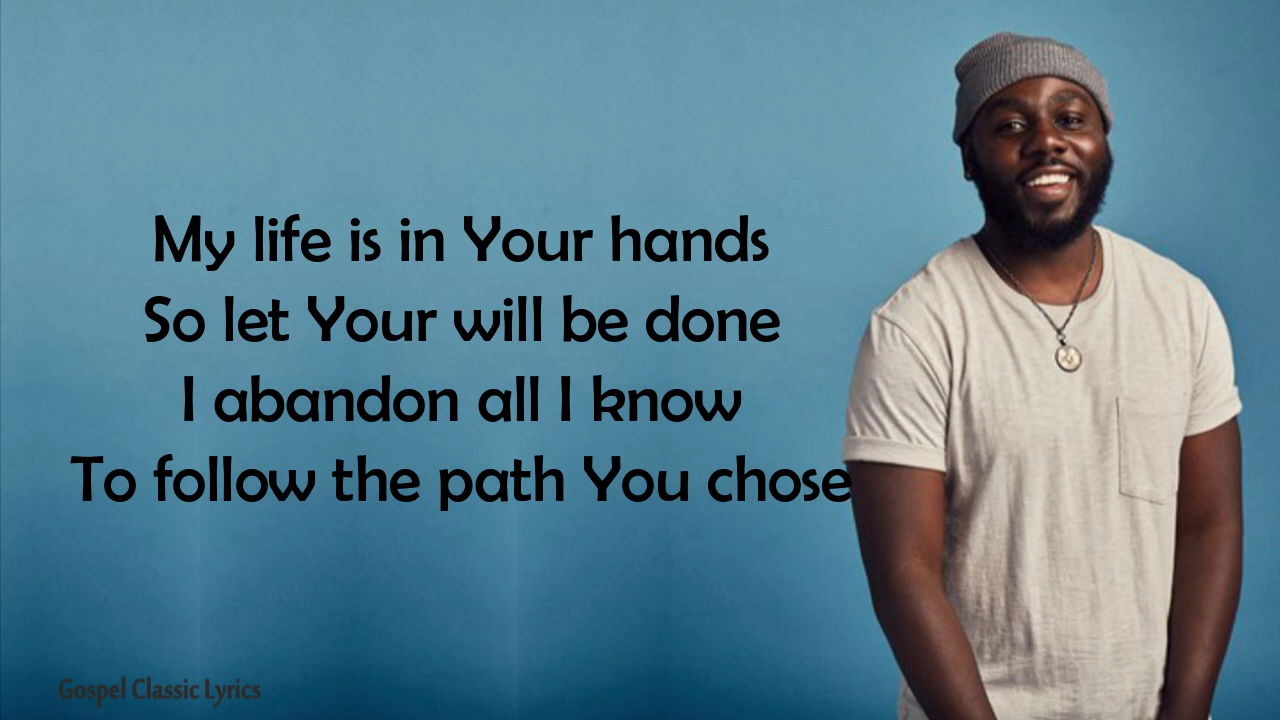 My life is in Your hands
So let Your will be done
I abandon all I know
To follow the path You chose
Gospel Classic Lyrics